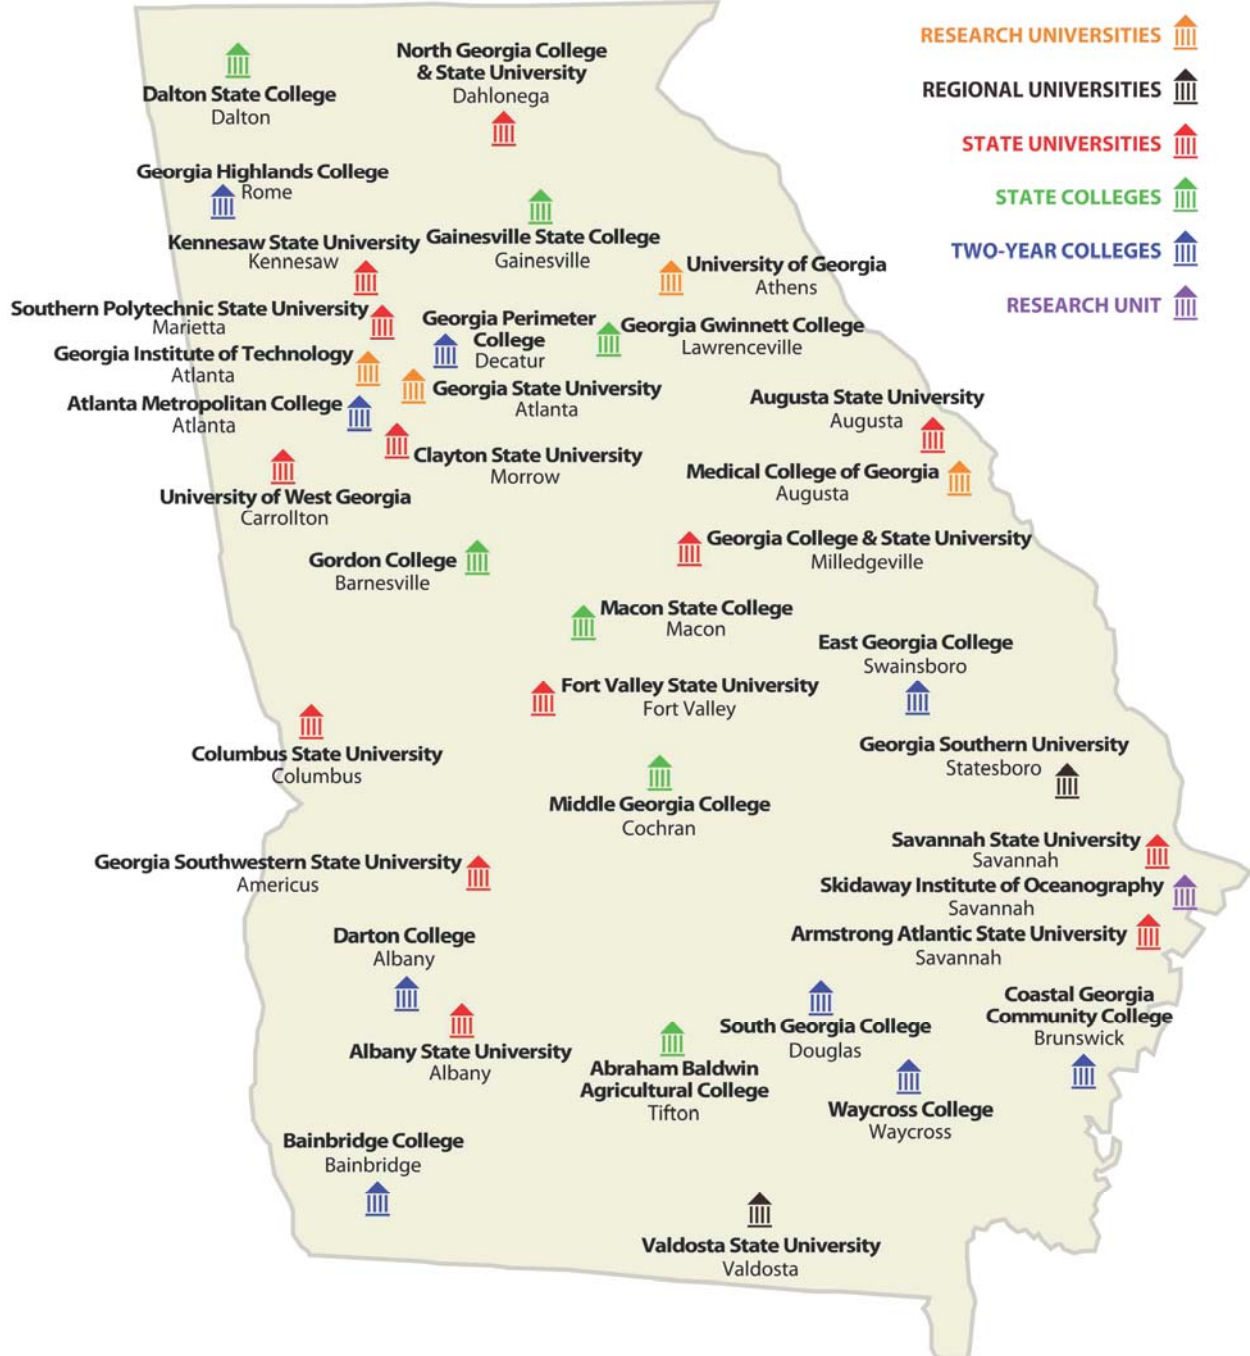 RESEARCH UNIVERSITIES
REGIONAL UNIVERSITIES
STATE UNIVERSITIES
STATE COLLEGES
TWO-YEAR COLLEGES
RESEARCH UNIT
North Georgia College
& State University
Dahlonega
Dalton State College
Dalton
Georgia Highlands College
Rome
Kennesaw State University
Kennesaw
Gainesville State College
Gainesville
University of Georgia
Athens
Southern Polytechnic State University
Marietta
Georgia Perimeter
College
Decatur
Georgia Gwinnett College
Lawrenceville
Georgia Institute of Technology
Atlanta
Georgia State University
Atlanta
Atlanta Metropolitan College
Atlanta
Augusta State University
Augusta
Clayton State University
Morrow
Medical College of Georgia
Augusta
University of West Georgia
Carrollton
Georgia College & State University
Milledgeville
Gordon College
Barnesville
Macon State College
Macon
East Georgia College
Swainsboro
Fort Valley State University
Fort Valley
Columbus State University
Columbus
Georgia Southern University
Statesboro
Middle Georgia College
Cochran
Savannah State University
Savannah
Georgia Southwestern State University
Americus
Skidaway Institute of Oceanography
Savannah
Armstrong Atlantic State University
Savannah
Darton College
Albany
Coastal Georgia
Community College
Brunswick
South Georgia College
Douglas
Albany State University
Albany
Abraham Baldwin
Agricultural College
Tifton
Waycross College
Waycross
Bainbridge College
Bainbridge
Valdosta State University
Valdosta